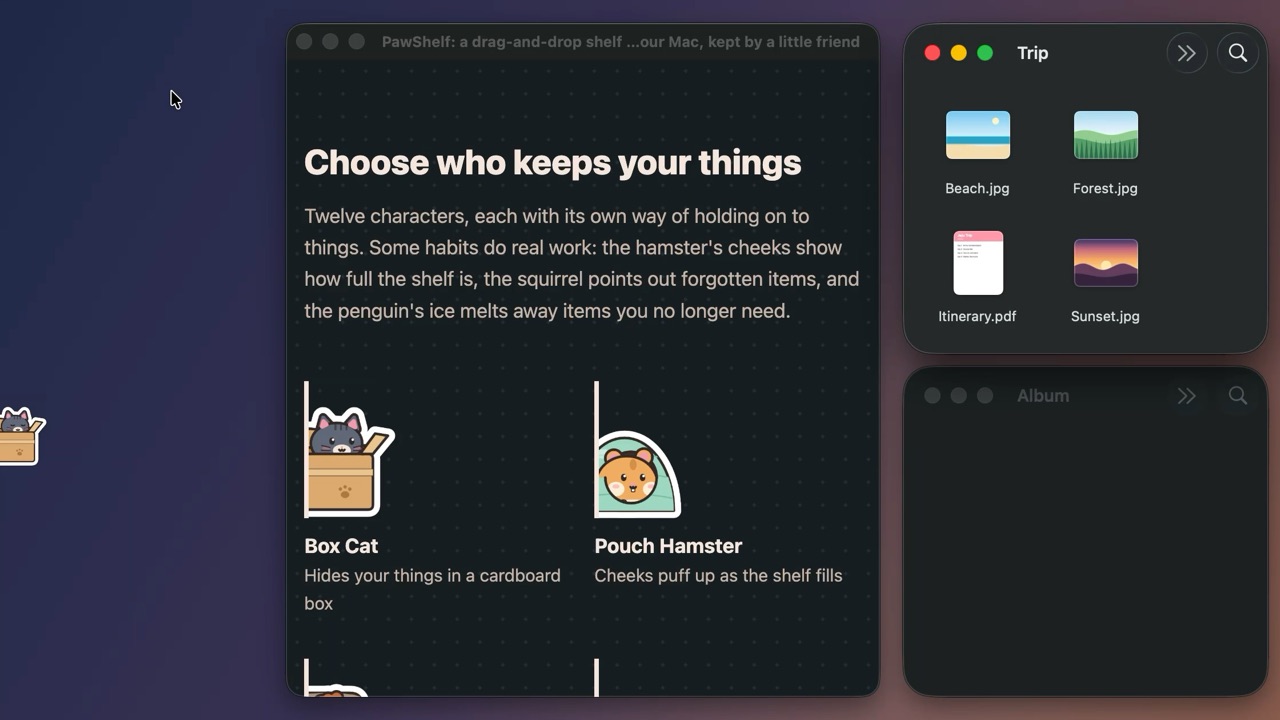 PawShelf: a drag-and-drop shelf ...our Mac, kept by a little friend
Choose who keeps your things
Twelve characters, each with its own way of holding on to
things. Some habits do real work: the hamster's cheeks show
how full the shelf is, the squirrel points out forgotten items, and
the penguin's ice melts away items you no longer need.
Box Cat
Hides your things in a cardboard
box
Pouch Hamster
Cheeks puff up as the shelf fills
Trip
Beach.jpg
Forest.jpg
Itinerary.pdf
Sunset.jpg
Album